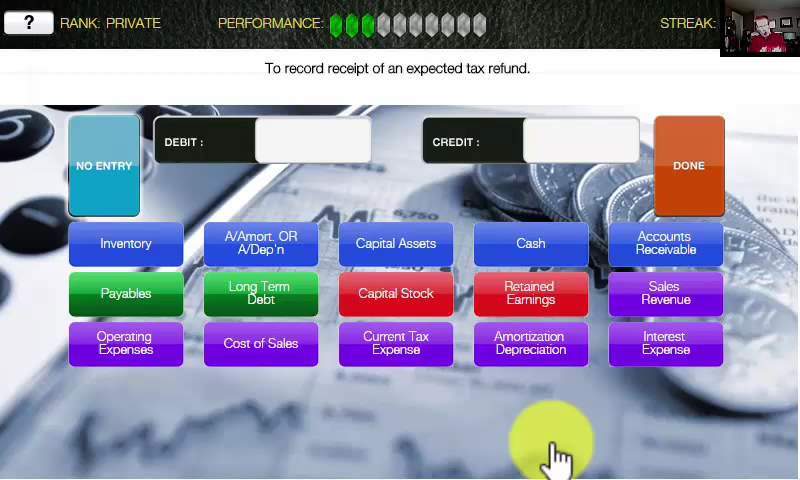 ?
RANK: PRIVATE
PERFORMANCE:
STREAK:
To record receipt of an expected tax refund.
NO ENTRY
DEBIT :
CREDIT :
DONE
Inventory
A/Amort. OR
A/Dep'n
Capital Assets
Cash
Accounts
Receivable
Payables
Long Term
Debt
Capital Stock
Retained
Earnings
Sales
Revenue
Operating
Expenses
Cost of Sales
Current Tax
Expense
Amortization
Depreciation
Interest
Expense